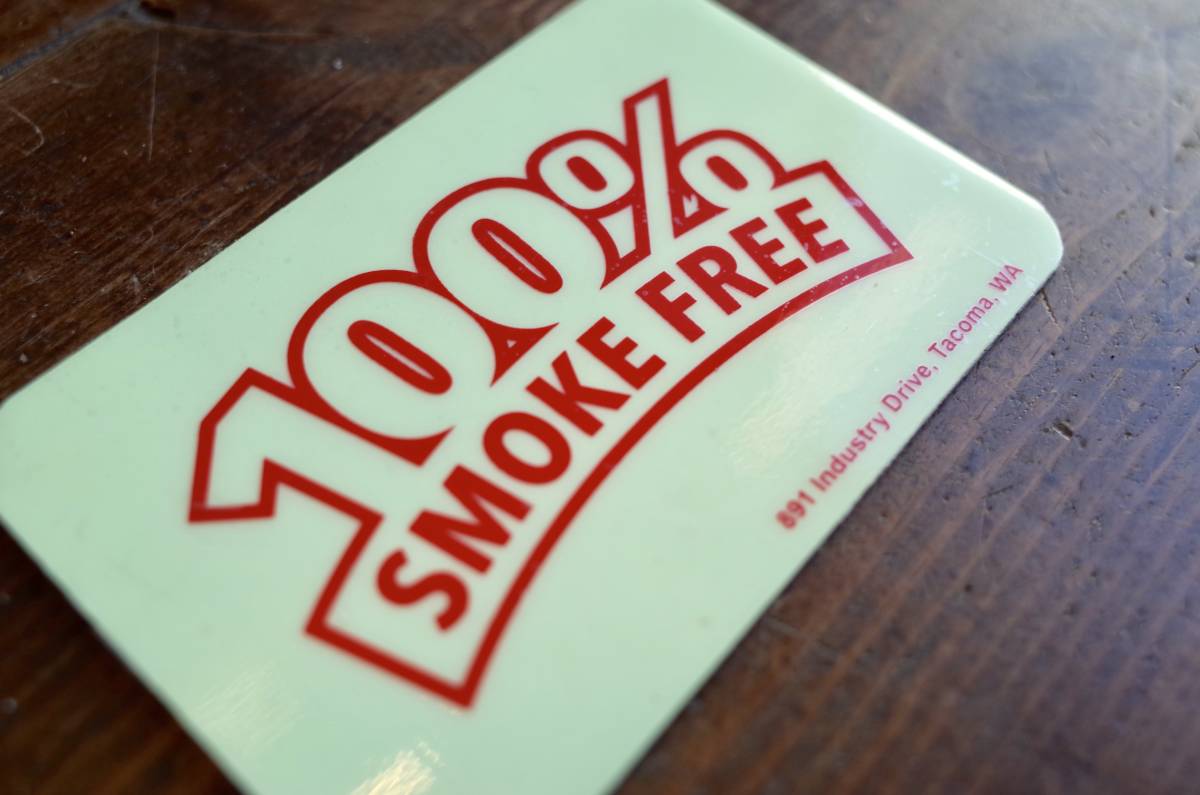 100%
SMOKE FREE
891 Industry Drive, Tacoma, WA